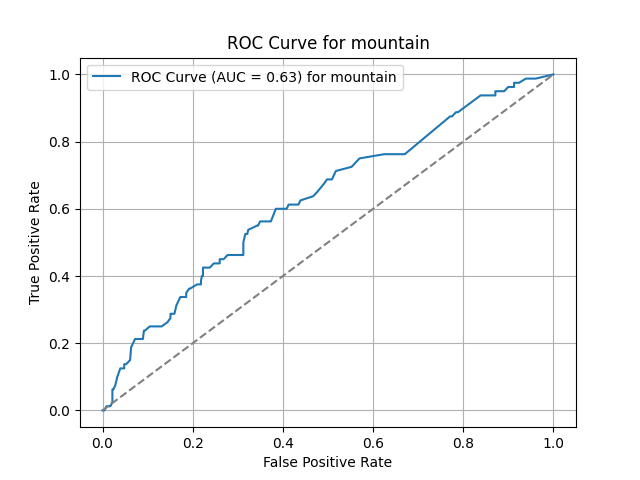 ROC Curve for mountain
ROC Curve (AUC = 0.63) for mountain
1.0
0.8
0.6
0.4
0.2
0.0
True Positive Rate
0.0 0.2 0.4 0.6 0.8 1.0
False Positive Rate